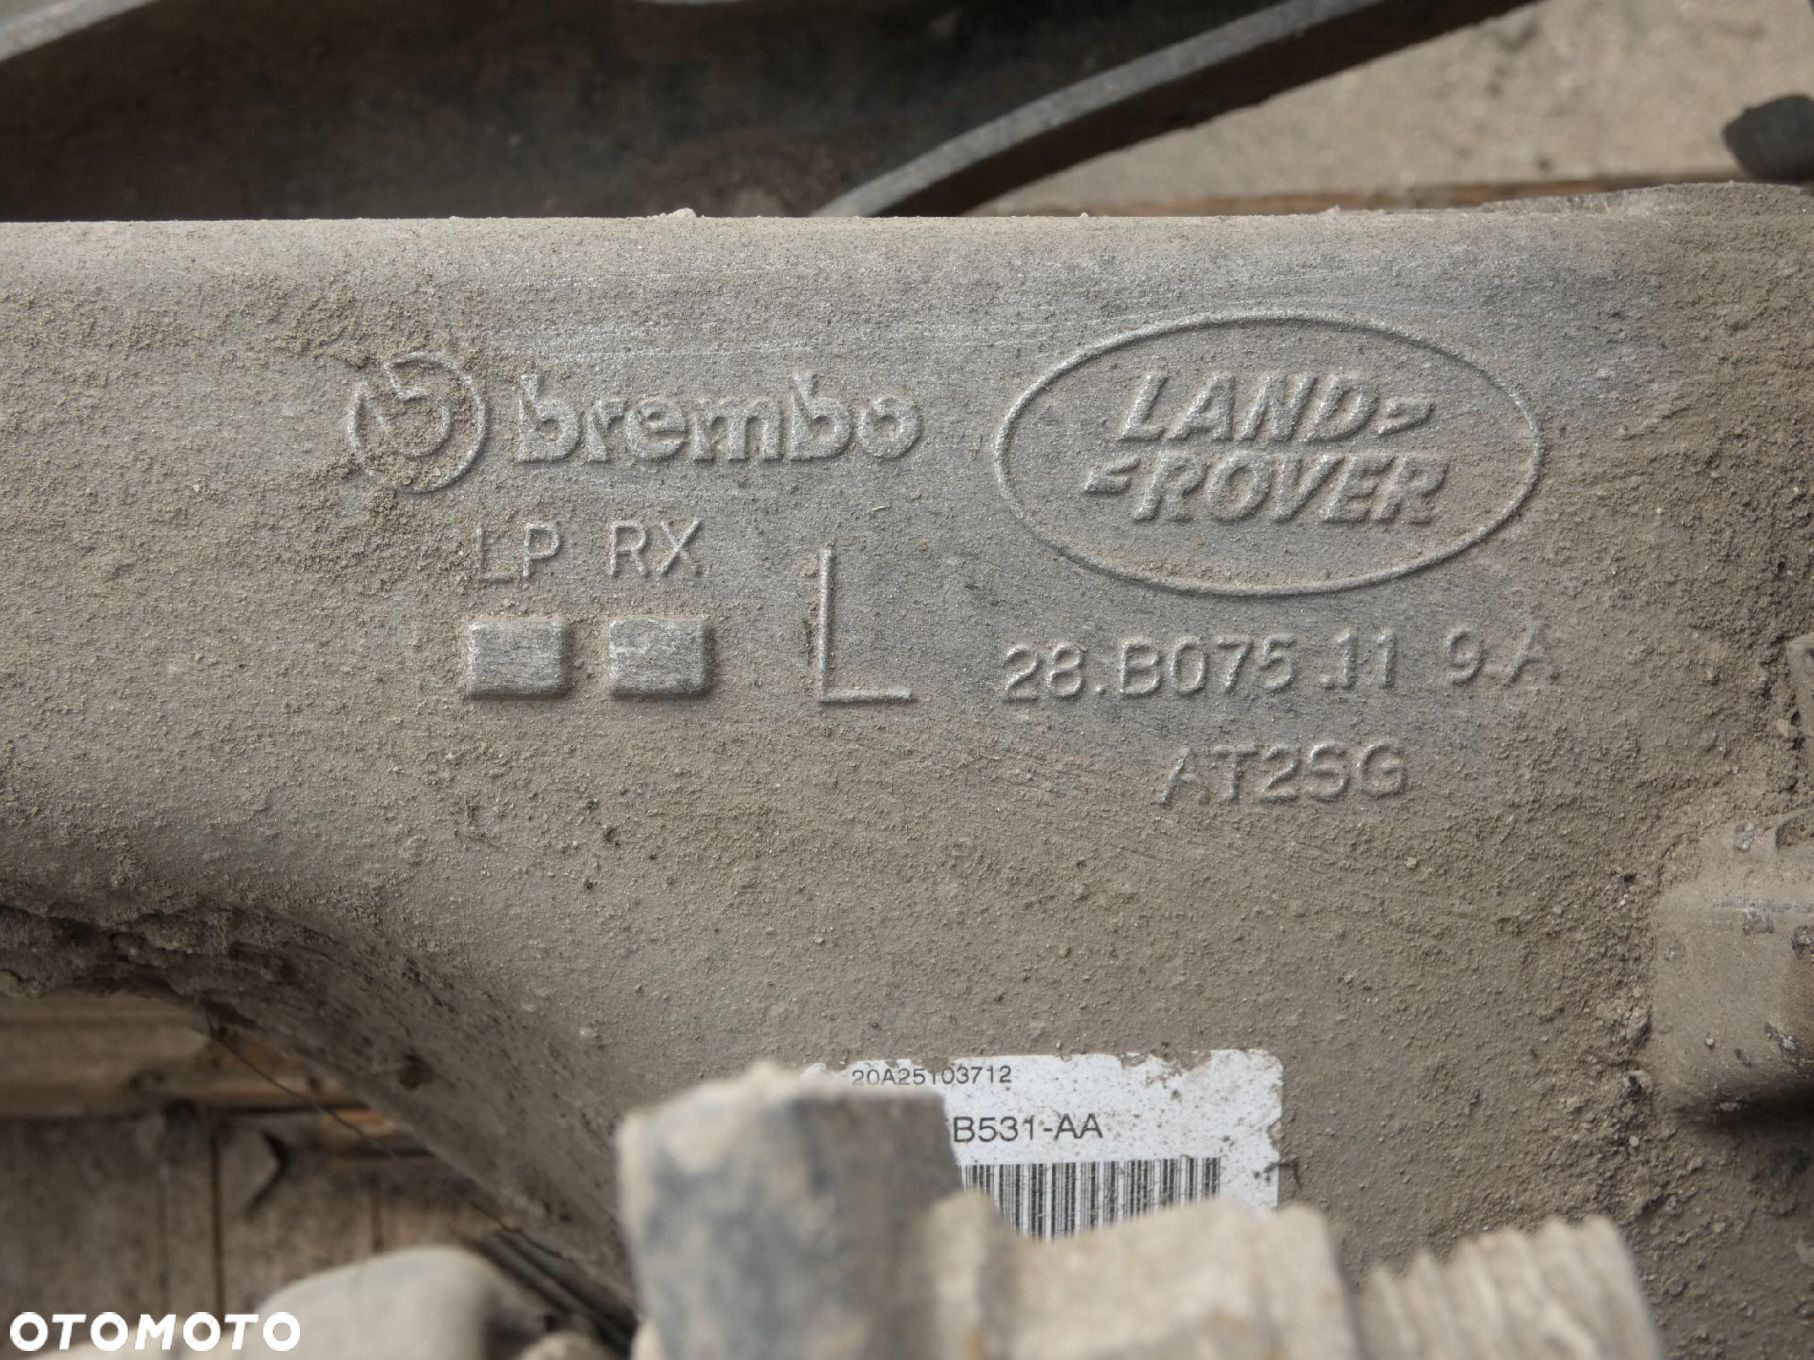 brembo
LAND
ROVER
LP RX
L
28.B075.11 9.A
AT2SG
20A25103712
B531-AA
OTOMOTO